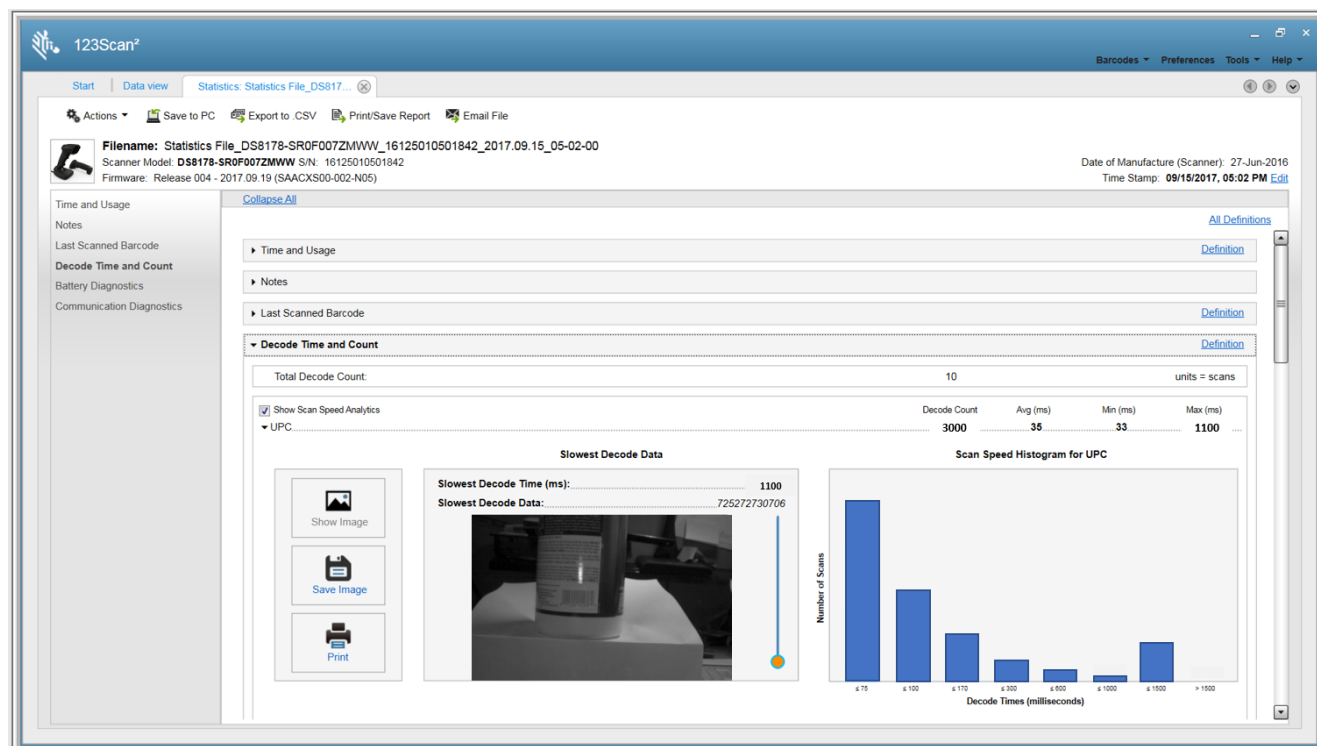 123Scan²
Barcodes Preferences Tools Help
Start Data view Statistics: Statistics File_DS817...
Actions Save to PC Export to .CSV Print/Save Report Email File
Filename: Statistics File_DS8178-SR0F007ZMWW_16125010501842_2017.09.15_05-02-00
Scanner Model: DS8178-SR0F007ZMWW S/N: 16125010501842 Date of Manufacture (Scanner): 27-Jun-2016
Firmware: Release 004 - 2017.09.19 (SAACXS00-002-N05) Time Stamp: 09/15/2017, 05:02 PM Edit
Time and Usage
Notes
Last Scanned Barcode
Decode Time and Count
Battery Diagnostics
Communication Diagnostics
Collapse All
All Definitions
Time and Usage Definition
Notes
Last Scanned Barcode Definition
Decode Time and Count Definition
Total Decode Count: 10 units = scans
Show Scan Speed Analytics Decode Count Avg (ms) Min (ms) Max (ms)
UPC 3000 35 33 1100
Slowest Decode Data
Show Image
Save Image
Print
Slowest Decode Time (ms): 1100
Slowest Decode Data: 725272730706
Scan Speed Histogram for UPC
Number of Scans
≤ 75 ≤ 100 ≤ 170 ≤ 300 ≤ 600 ≤ 1000 ≤ 1500 > 1500
Decode Times (milliseconds)